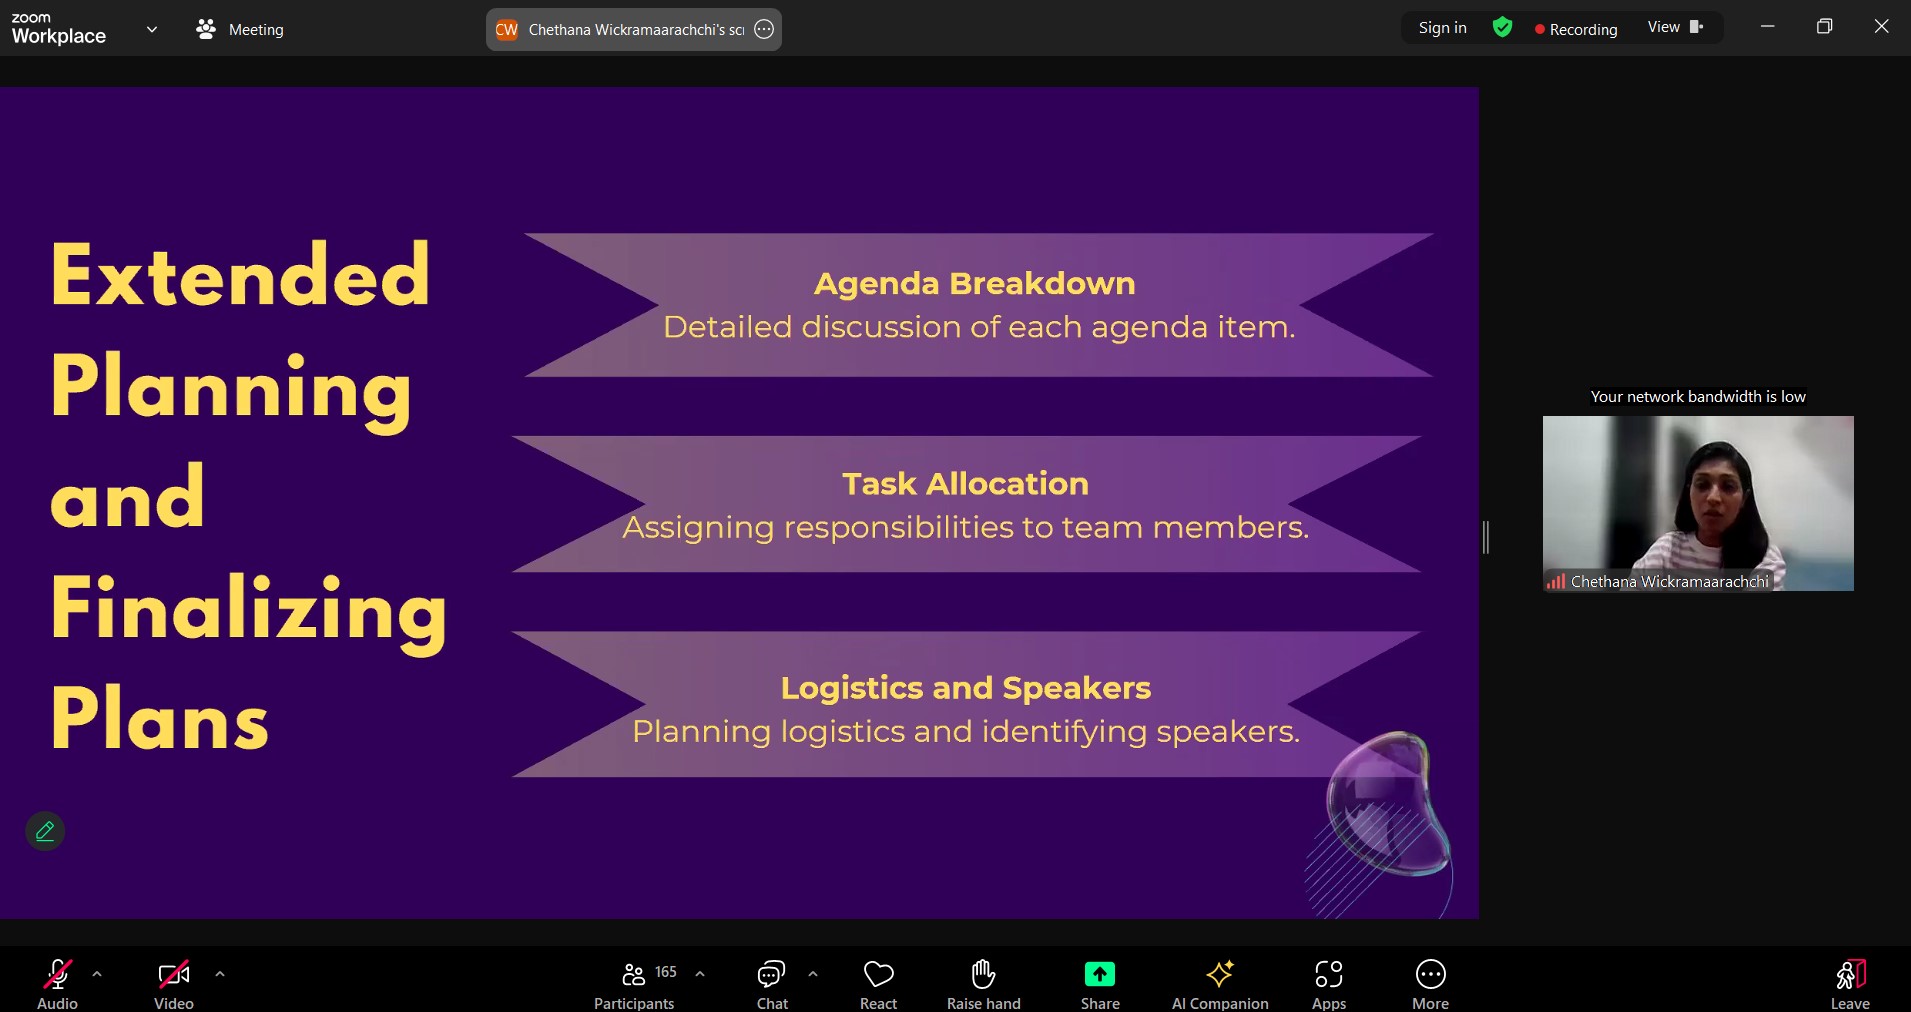 zoom
Workplace
Meeting
CW Chethana Wickramaarachchi's scr
Sign in
Recording
View
Extended
Planning
and
Finalizing
Plans
Agenda Breakdown
Detailed discussion of each agenda item.
Task Allocation
Assigning responsibilities to team members.
Logistics and Speakers
Planning logistics and identifying speakers.
Your network bandwidth is low
Chethana Wickramaarachchi
Audio
Video
165
Participants
Chat
React
Raise hand
Share
AI Companion
Apps
More
Leave